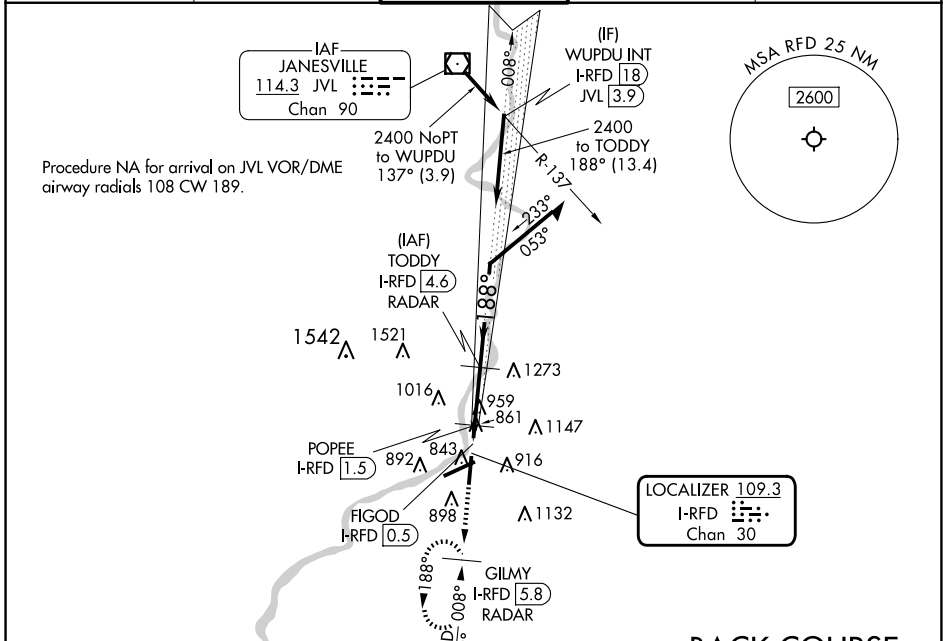 IAF
JANESVILLE
114.3 JVL
Chan 90
(IF)
WUPDU INT
I-RFD 18
JVL 3.9
008°
MSA RFD 25 NM
2600
2400 NoPT
to WUPDU
137° (3.9)
2400
to TODDY
188° (13.4)
R-137
Procedure NA for arrival on JVL VOR/DME
airway radials 108 CW 189.
233°
053°
(IAF)
TODDY
I-RFD 4.6
RADAR
188°
1542
1521
1273
1016
959
861
1147
POPEE
I-RFD 1.5
892
843
916
LOCALIZER 109.3
I-RFD
Chan 30
FIGOD
I-RFD 0.5
898
1132
188°
008°
GILMY
I-RFD 5.8
RADAR
BACK COURSE